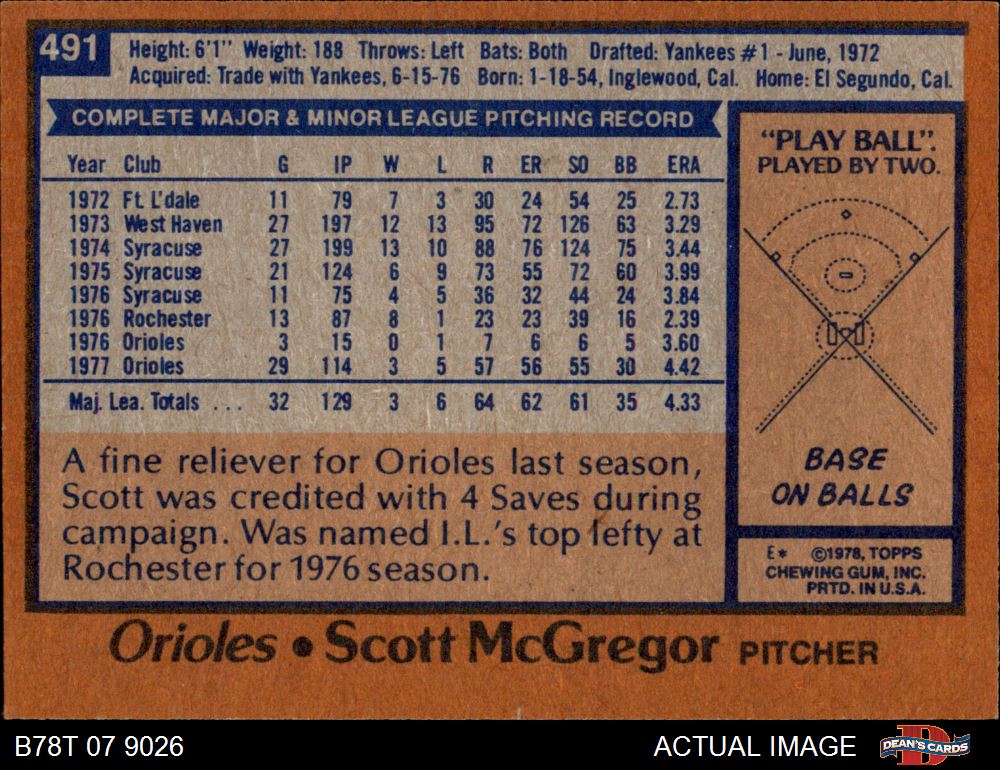 491
Height: 6'1" Weight: 188 Throws: Left Bats: Both Drafted: Yankees #1 - June, 1972
Acquired: Trade with Yankees, 6-15-76 Born: 1-18-54, Inglewood, Cal. Home: El Segundo, Cal.
COMPLETE MAJOR & MINOR LEAGUE PITCHING RECORD
Year Club G IP W L R ER SO BB ERA
1972 Ft. L'dale 11 79 7 3 30 24 54 25 2.73
1973 West Haven 27 197 12 13 95 72 126 63 3.29
1974 Syracuse 27 199 13 10 88 76 124 75 3.44
1975 Syracuse 21 124 6 9 73 55 72 60 3.99
1976 Syracuse 11 75 4 5 36 32 44 24 3.84
1976 Rochester 13 87 8 1 23 23 39 16 2.39
1976 Orioles 3 15 0 1 7 6 6 5 3.60
1977 Orioles 29 114 3 5 57 56 55 30 4.42
Maj. Lea. Totals ... 32 129 3 6 64 62 61 35 4.33
A fine reliever for Orioles last season,
Scott was credited with 4 Saves during
campaign. Was named I.L.'s top lefty at
Rochester for 1976 season.
"PLAY BALL".
PLAYED BY TWO.
BASE
ON BALLS
E* ©1978, TOPPS
CHEWING GUM, INC.
PRTD. IN U.S.A.
Orioles • Scott McGregor PITCHER
B78T 07 9026
ACTUAL IMAGE
DEAN'S CARDS